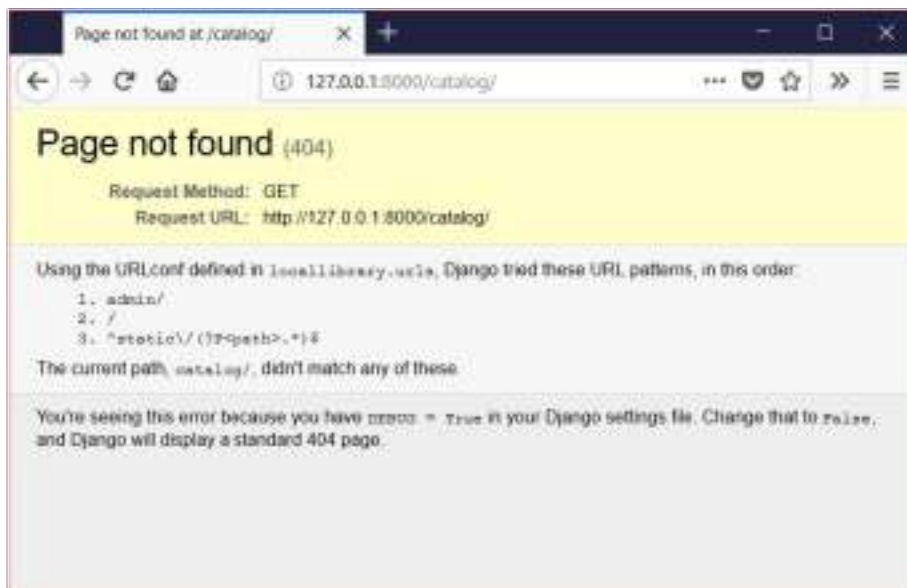 Page not found at /catalog/
127.0.0.1:8000/catalog/
Page not found (404)
Request Method: GET
Request URL: http://127.0.0.1:8000/catalog/
Using the URLconf defined in locallibrary.urls, Django tried these URL patterns, in this order:
1. admin/
2. /
3. ^static\/(?P<path>.*)$
The current path, catalog/, didn't match any of these.
You're seeing this error because you have DEBUG = True in your Django settings file. Change that to False,
and Django will display a standard 404 page.